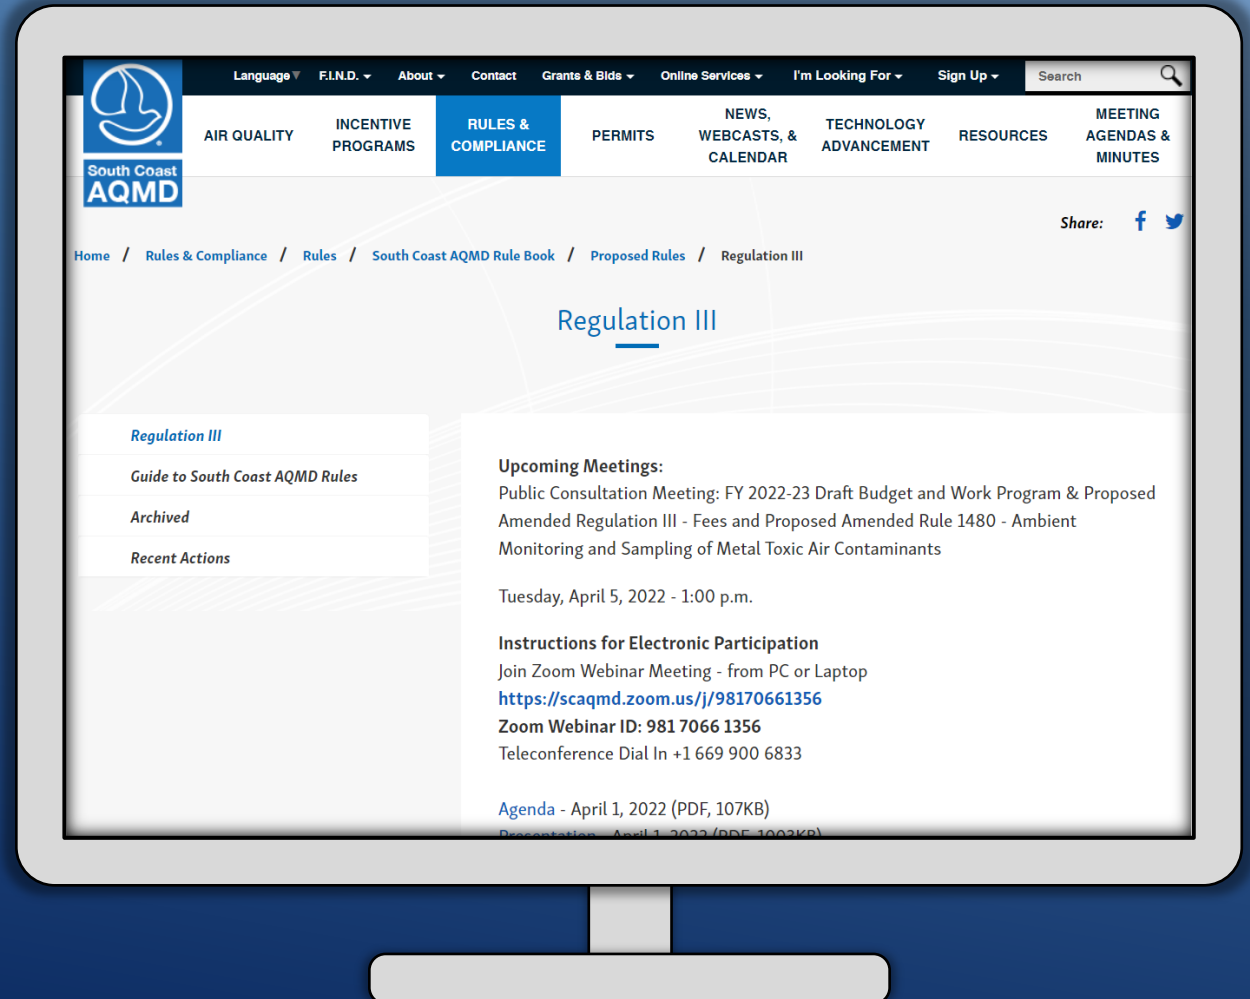 Language F.I.N.D. About Contact Grants & Bids Online Services I'm Looking For Sign Up Search
South Coast
AQMD
AIR QUALITY
INCENTIVE
PROGRAMS
RULES &
COMPLIANCE
PERMITS
NEWS,
WEBCASTS, &
CALENDAR
TECHNOLOGY
ADVANCEMENT
RESOURCES
MEETING
AGENDAS &
MINUTES
Share:
Home / Rules & Compliance / Rules / South Coast AQMD Rule Book / Proposed Rules / Regulation III
Regulation III
Regulation III
Guide to South Coast AQMD Rules
Archived
Recent Actions
Upcoming Meetings:
Public Consultation Meeting: FY 2022-23 Draft Budget and Work Program & Proposed
Amended Regulation III - Fees and Proposed Amended Rule 1480 - Ambient
Monitoring and Sampling of Metal Toxic Air Contaminants
Tuesday, April 5, 2022 - 1:00 p.m.
Instructions for Electronic Participation
Join Zoom Webinar Meeting - from PC or Laptop
https://scaqmd.zoom.us/j/98170661356
Zoom Webinar ID: 981 7066 1356
Teleconference Dial In +1 669 900 6833
Agenda - April 1, 2022 (PDF, 107KB)
Presentation - April 1, 2022 (PDF, 1003KB)